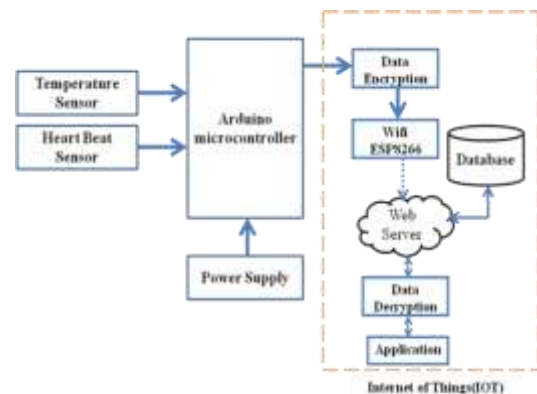 Temperature
Sensor
Heart Beat
Sensor
Arduino
microcontroller
Power Supply
Data
Encryption
Wifi
ESP8266
Database
Web
Server
Data
Decryption
Application
Internet of Things(IOT)